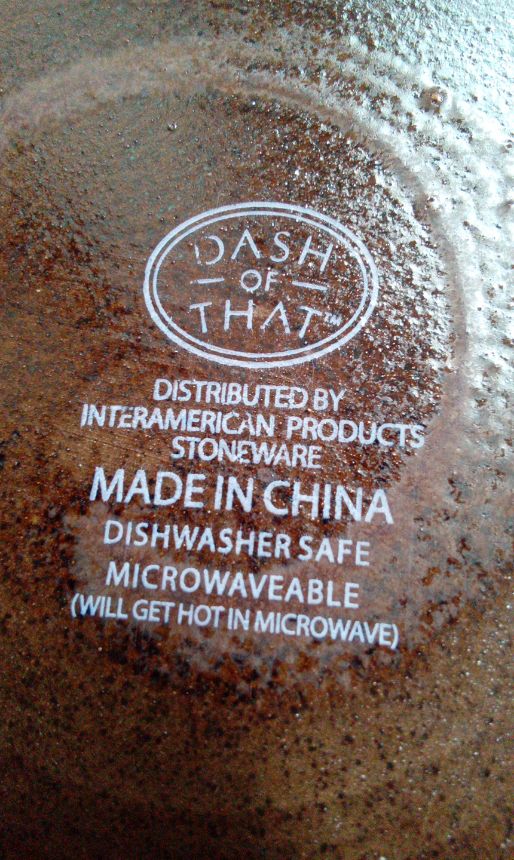 DASH
- OF -
THAT™
DISTRIBUTED BY
INTERAMERICAN PRODUCTS
STONEWARE
MADE IN CHINA
DISHWASHER SAFE
MICROWAVEABLE
(WILL GET HOT IN MICROWAVE)